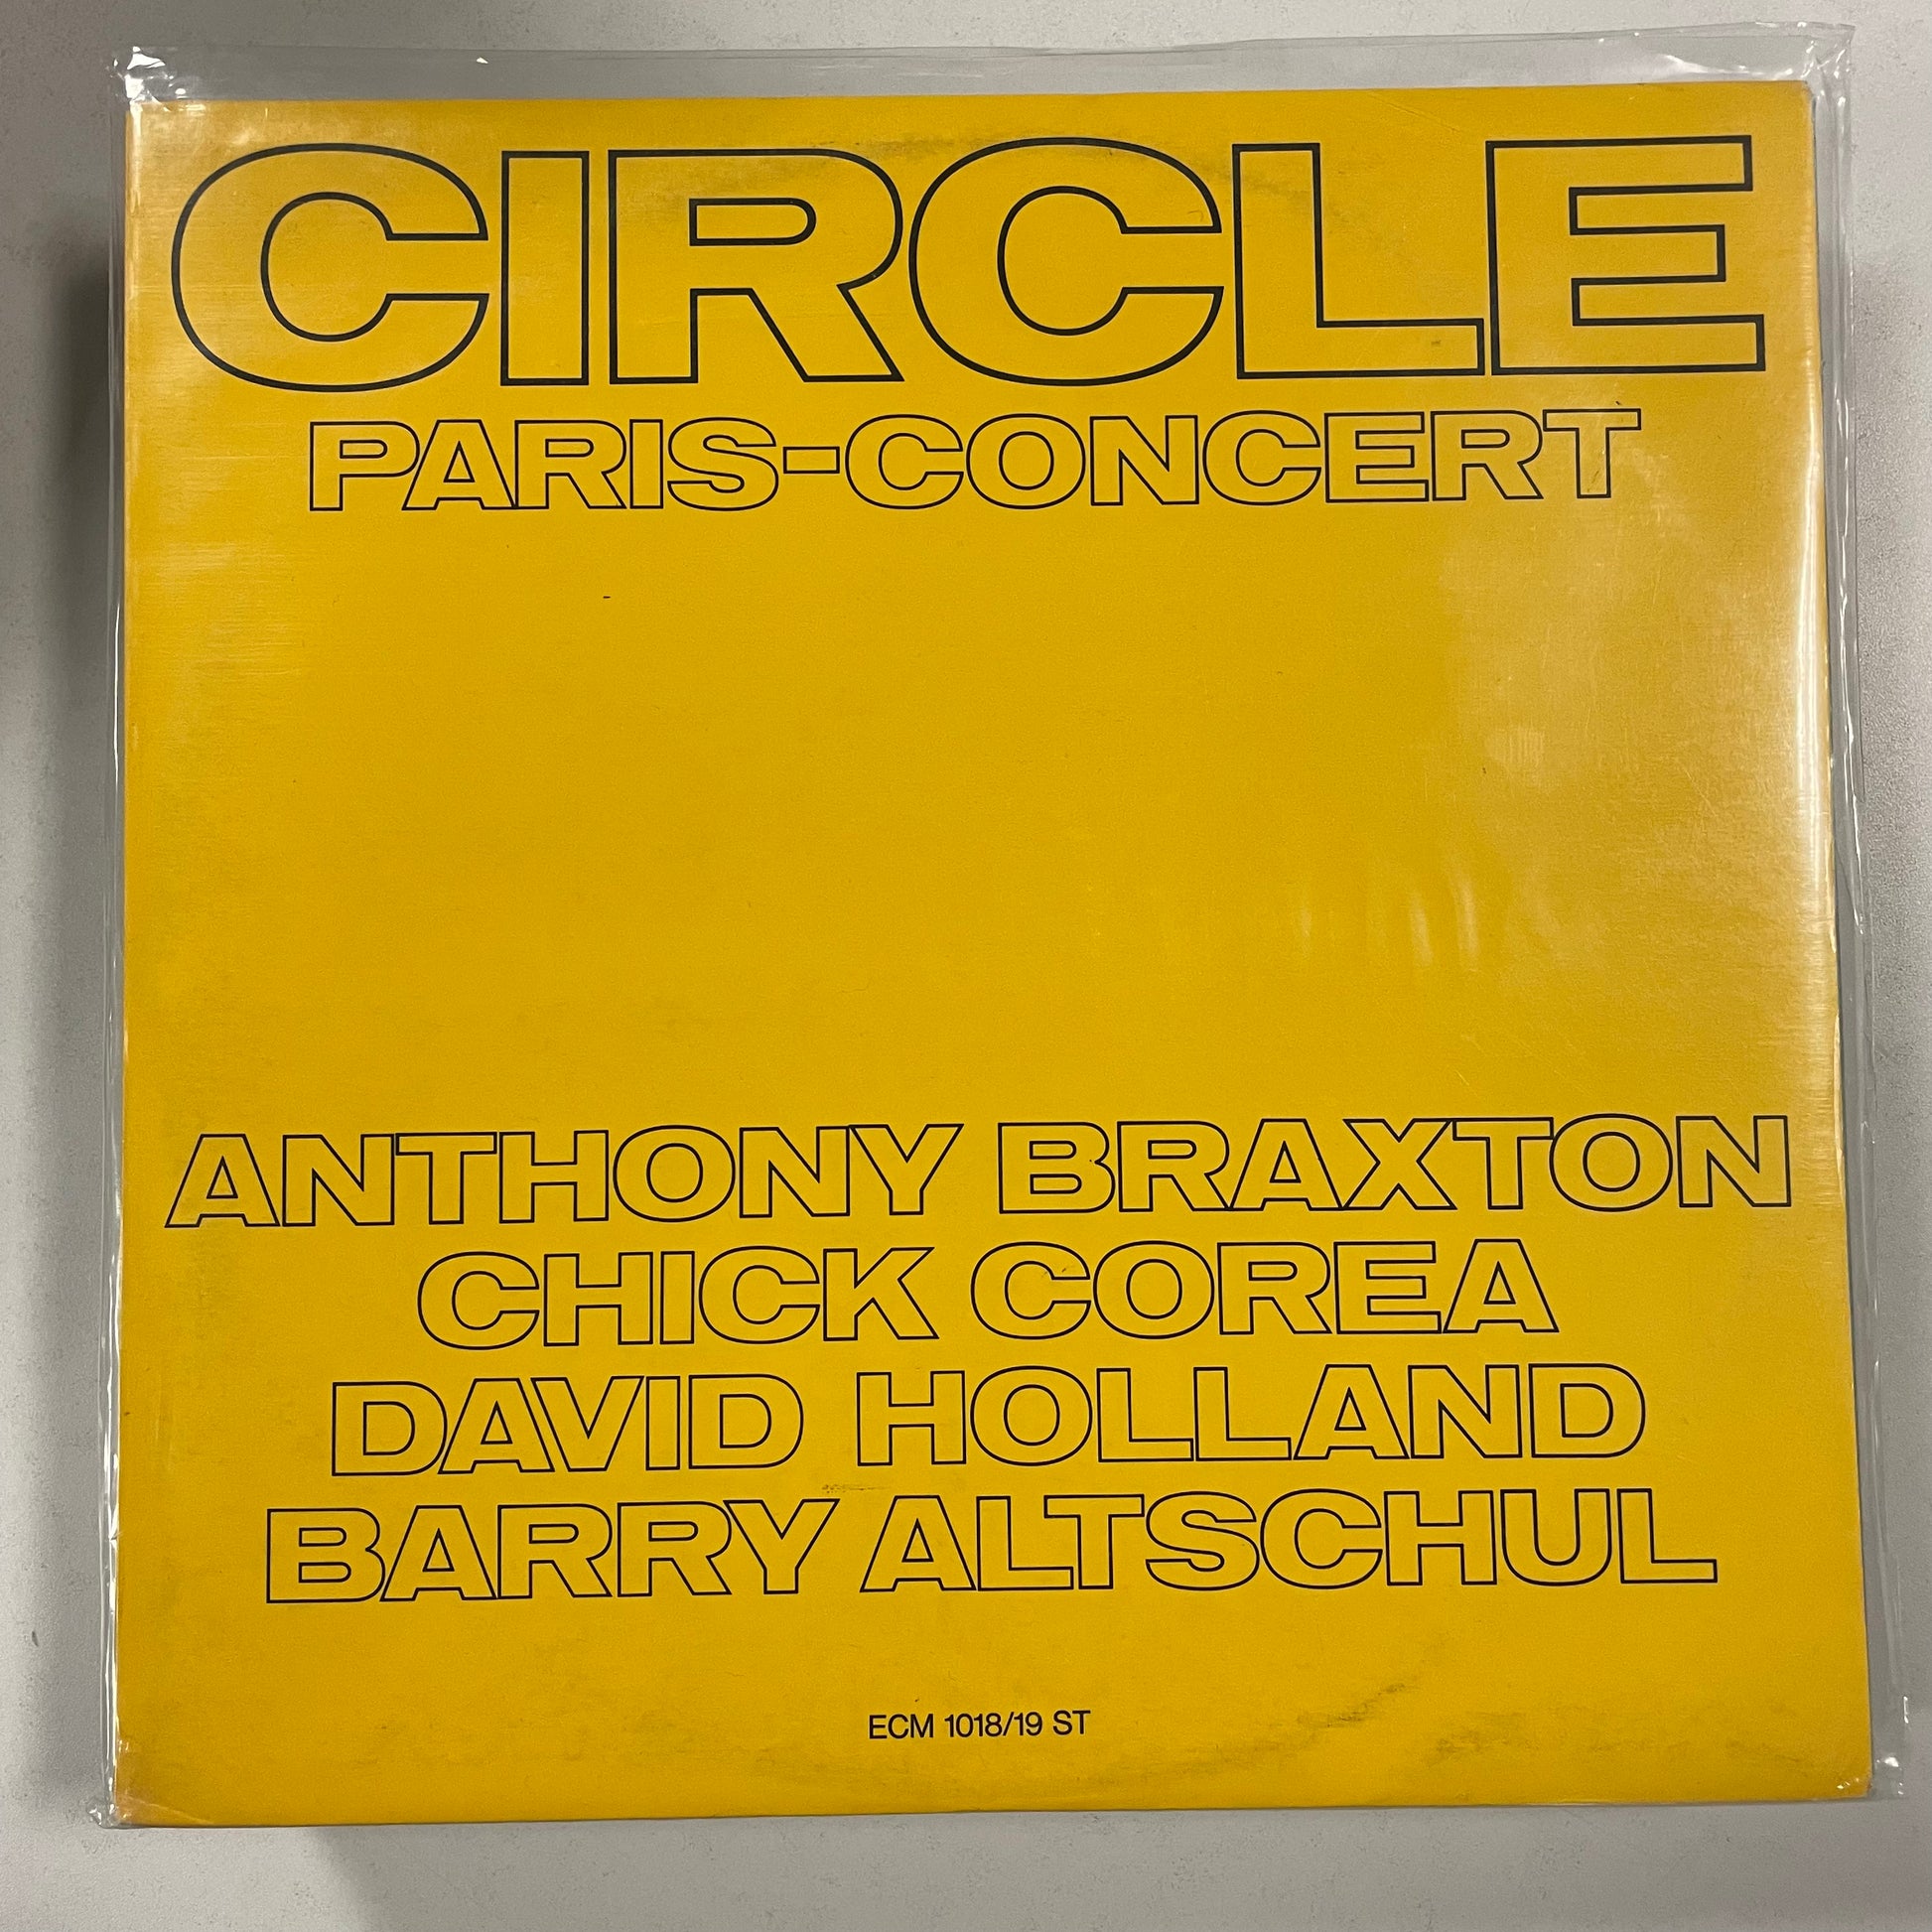 CIRCLE
PARIS-CONCERT
ANTHONY BRAXTON
CHICK COREA
DAVID HOLLAND
BARRY ALTSCHUL
ECM 1018/19 ST